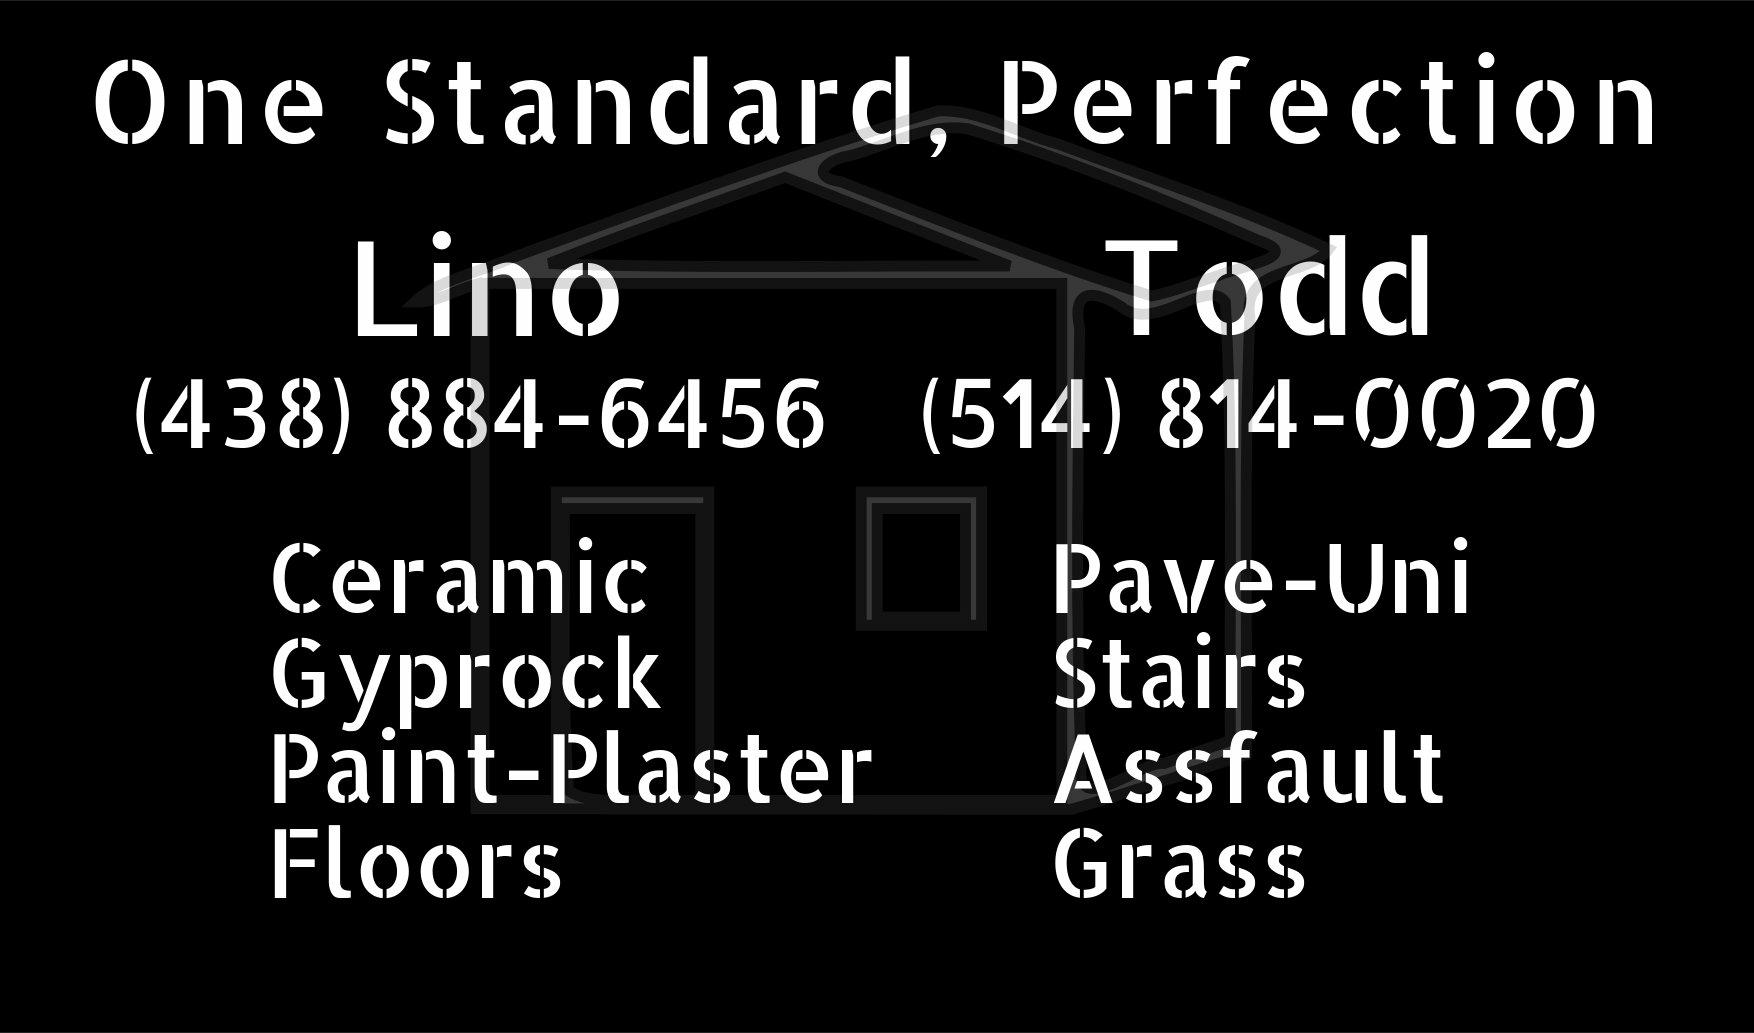 One Standard, Perfection
Lino
(438) 884-6456
Todd
(514) 814-0020
Ceramic
Gyprock
Paint-Plaster
Floors
Pave-Uni
Stairs
Assfault
Grass